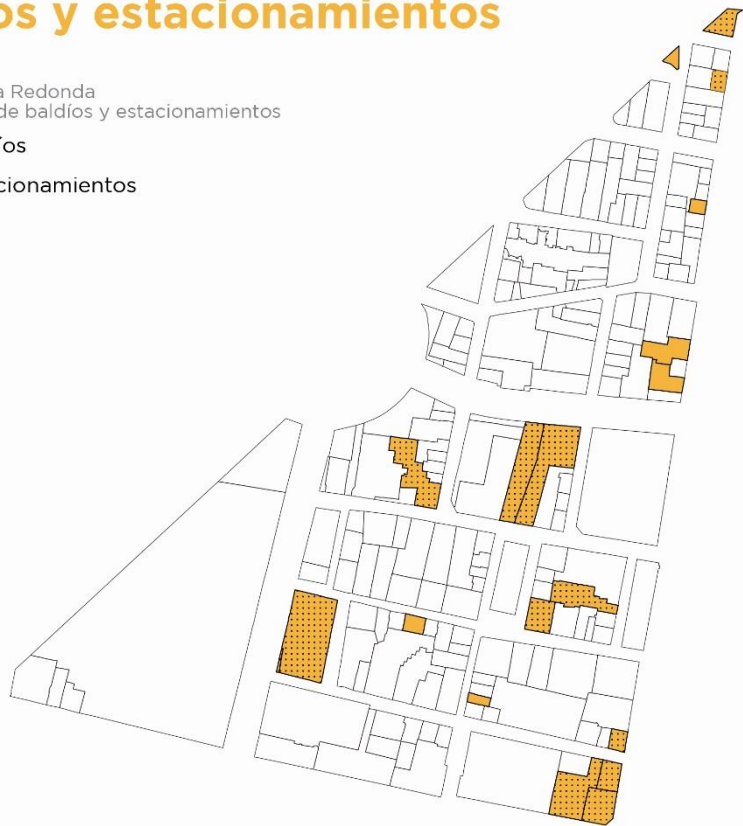 os y estacionamientos
a Redonda
de baldíos y estacionamientos
íos
cionamientos